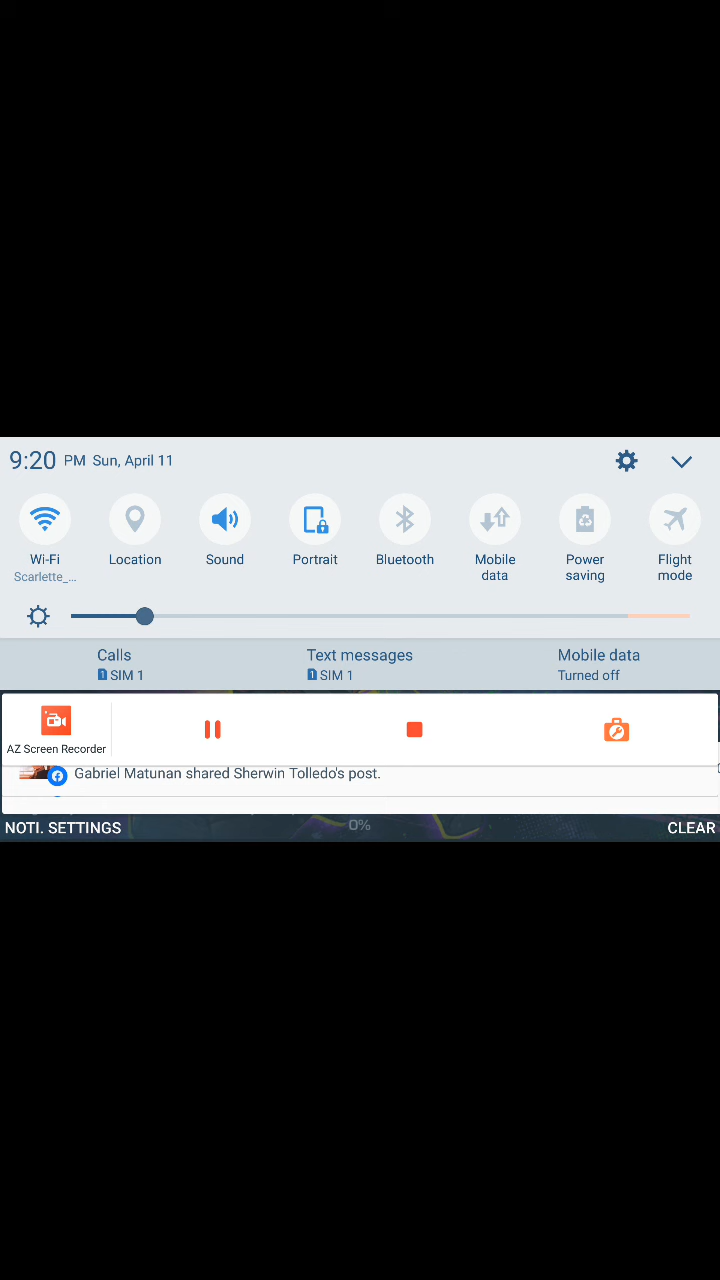 9:20 PM Sun, April 11
Wi-Fi Location Sound Portrait Bluetooth Mobile data Power saving Flight mode
Scarlette_...
Calls Text messages Mobile data
1 SIM 1 1 SIM 1 Turned off
AZ Screen Recorder
Gabriel Matunan shared Sherwin Tolledo's post.
NOTI. SETTINGS 0% CLEAR